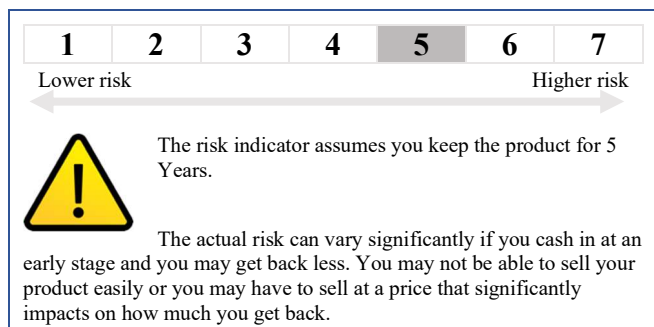 1 2 3 4 5 6 7
Lower risk Higher risk
The risk indicator assumes you keep the product for 5
Years.
The actual risk can vary significantly if you cash in at an
early stage and you may get back less. You may not be able to sell your
product easily or you may have to sell at a price that significantly
impacts on how much you get back.